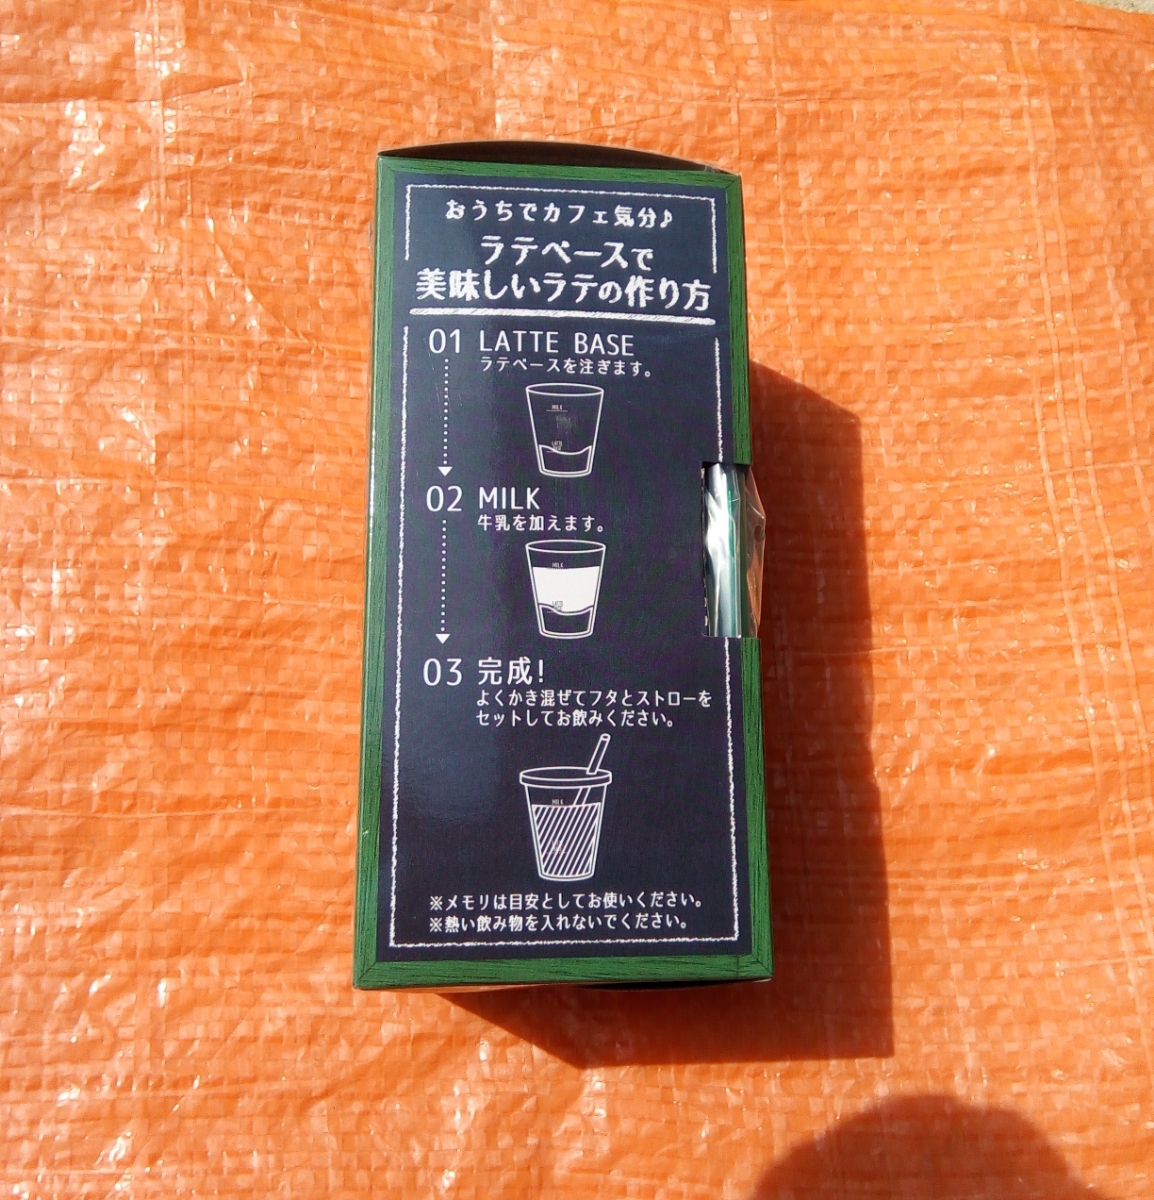 おうちでカフェ気分♪
ラテベースで
美味しいラテの作り方
01 LATTE BASE
ラテベースを注ぎます。
MILK
02 MILK
牛乳を加えます。
MILK
03 完成!
よくかき混ぜてフタとストローを
セットしてお飲みください。
MILK
※メモリは目安としてお使いください。
※熱い飲み物を入れないでください。